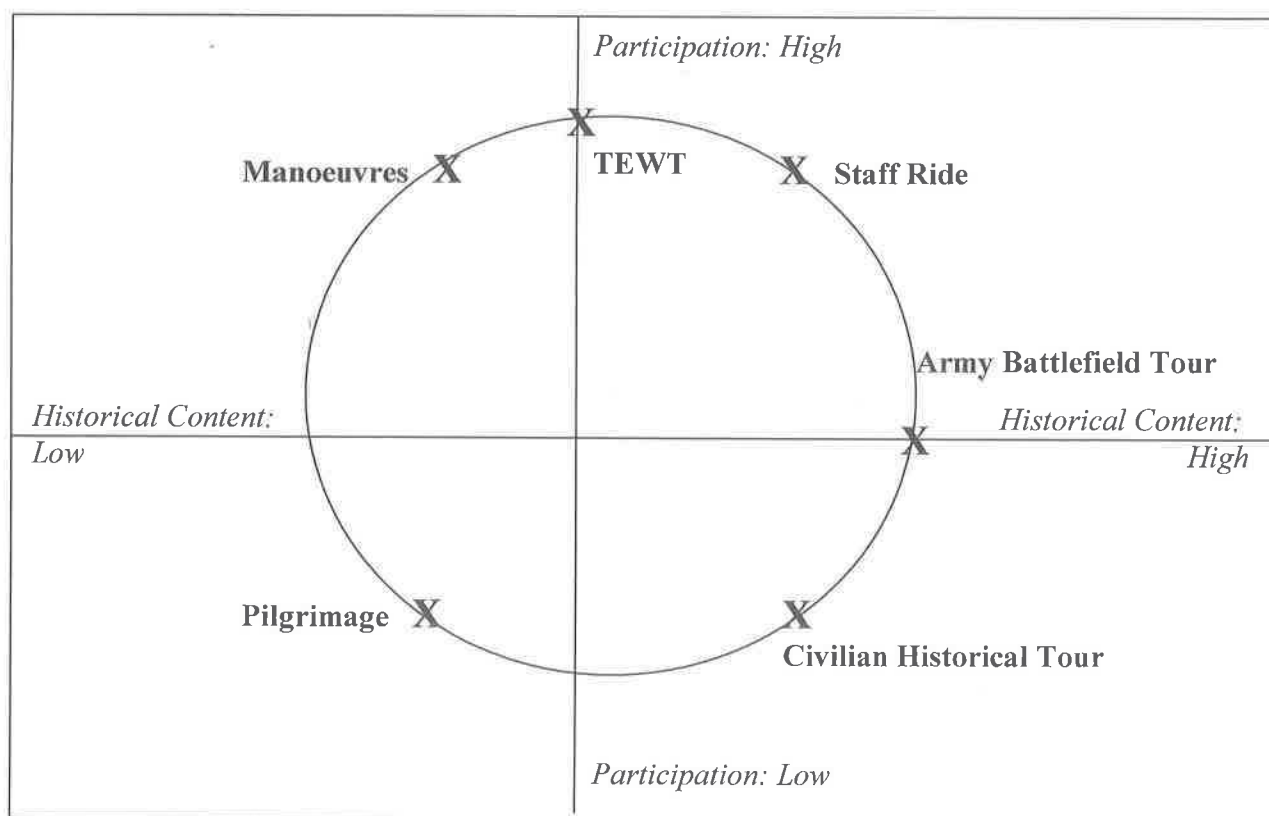 Participation: High
X
Manoeuvres X
TEWT
X Staff Ride
Army Battlefield Tour
Historical Content:
Low
Historical Content:
High
X
Pilgrimage X
X
Civilian Historical Tour
Participation: Low